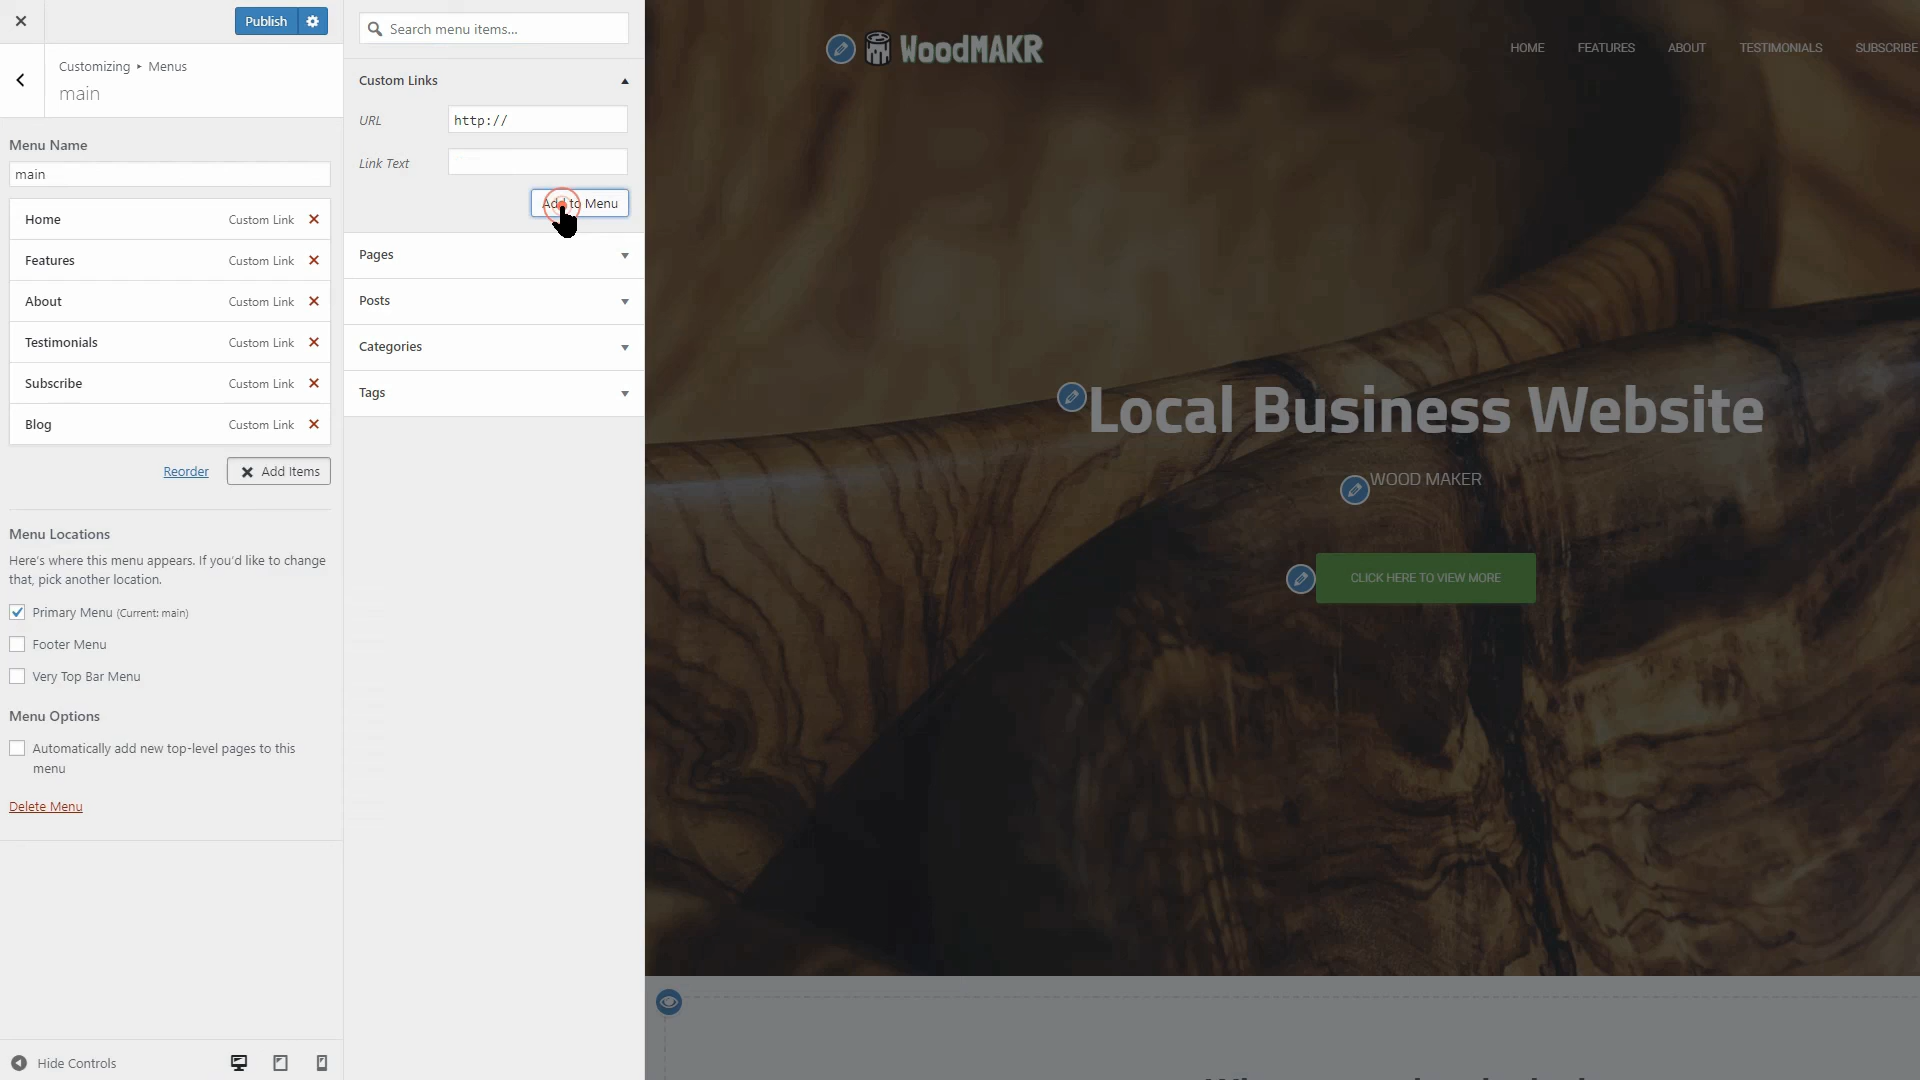 Publish
Customizing ▸ Menus
main
Menu Name
main
Home Custom Link
Features Custom Link
About Custom Link
Testimonials Custom Link
Subscribe Custom Link
Blog Custom Link
Reorder
Add Items
Menu Locations
Here's where this menu appears. If you'd like to change
that, pick another location.
Primary Menu (Current: main)
Footer Menu
Very Top Bar Menu
Menu Options
Automatically add new top-level pages to this
menu
Delete Menu
Hide Controls
Search menu items...
Custom Links
URL http://
Link Text
Add to Menu
Pages
Posts
Categories
Tags
WoodMAKR
HOME FEATURES ABOUT TESTIMONIALS SUBSCRIBE
Local Business Website
WOOD MAKER
CLICK HERE TO VIEW MORE